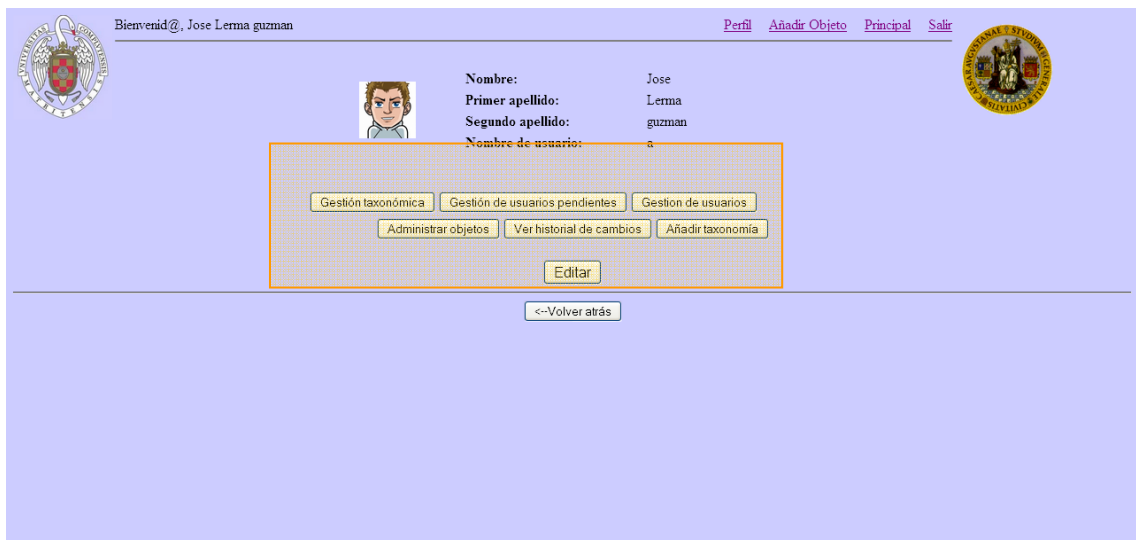 Bienvenid@, Jose Lerma guzman Perfil Añadir Objeto Principal Salir
Nombre: Jose
Primer apellido: Lerma
Segundo apellido: guzman
Nombre de usuario: a
Gestión taxonómica Gestión de usuarios pendientes Gestion de usuarios
Administrar objetos Ver historial de cambios Añadir taxonomía
Editar
<--Volver atrás